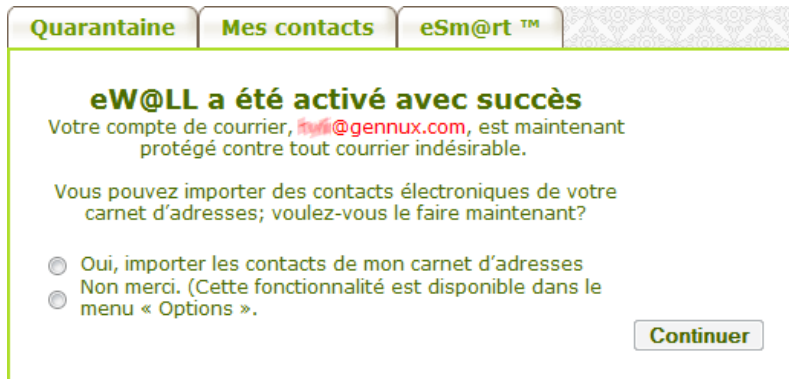 Quarantaine Mes contacts eSm@rt ™
eW@LL a été activé avec succès
Votre compte de courrier, @gennux.com, est maintenant
protégé contre tout courrier indésirable.
Vous pouvez importer des contacts électroniques de votre
carnet d’adresses; voulez-vous le faire maintenant?
Oui, importer les contacts de mon carnet d’adresses
Non merci. (Cette fonctionnalité est disponible dans le
menu « Options ».
Continuer